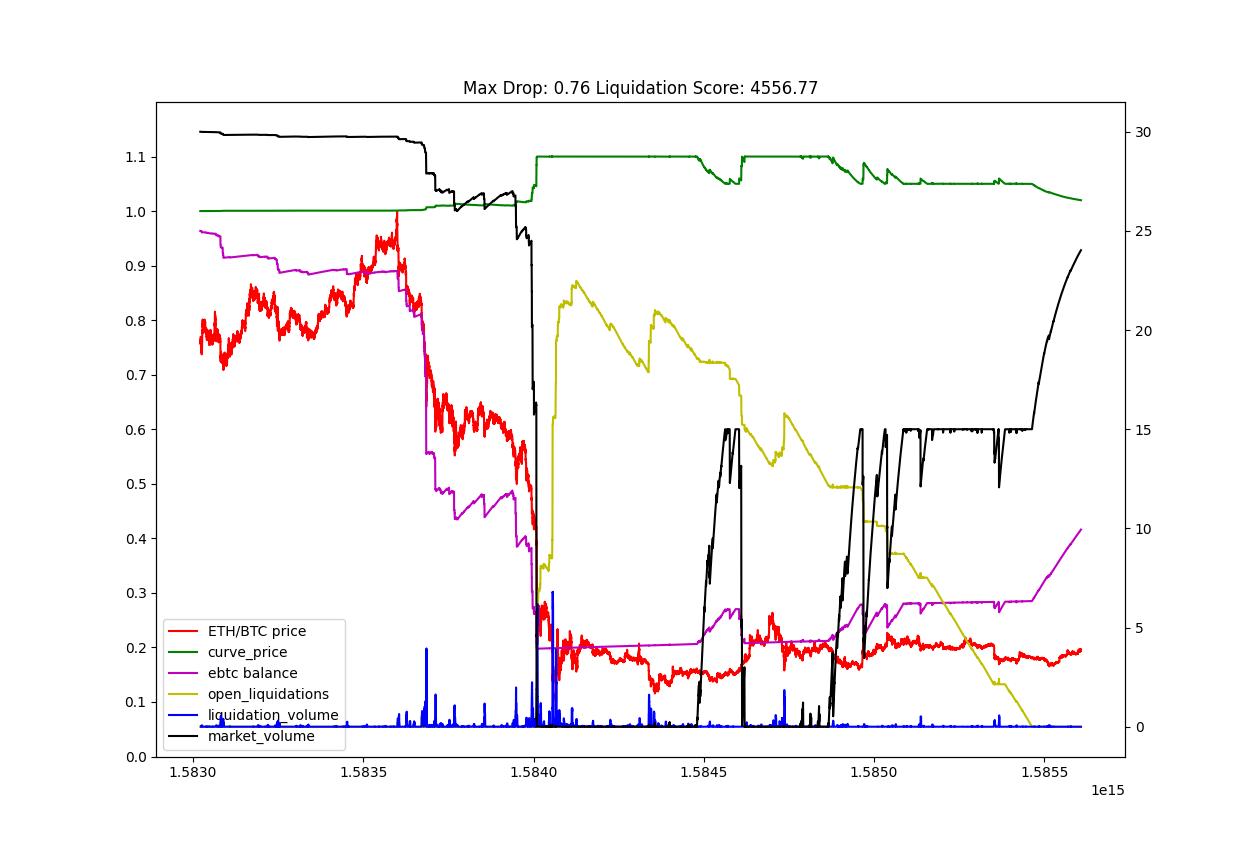 Max Drop: 0.76 Liquidation Score: 4556.77
1.1
1.0
0.9
0.8
0.7
0.6
0.5
0.4
0.3
0.2
0.1
0.0
30
25
20
15
10
5
0
ETH/BTC price
curve_price
ebtc balance
open_liquidations
liquidation_volume
market_volume
1.5830 1.5835 1.5840 1.5845 1.5850 1.5855
1e15